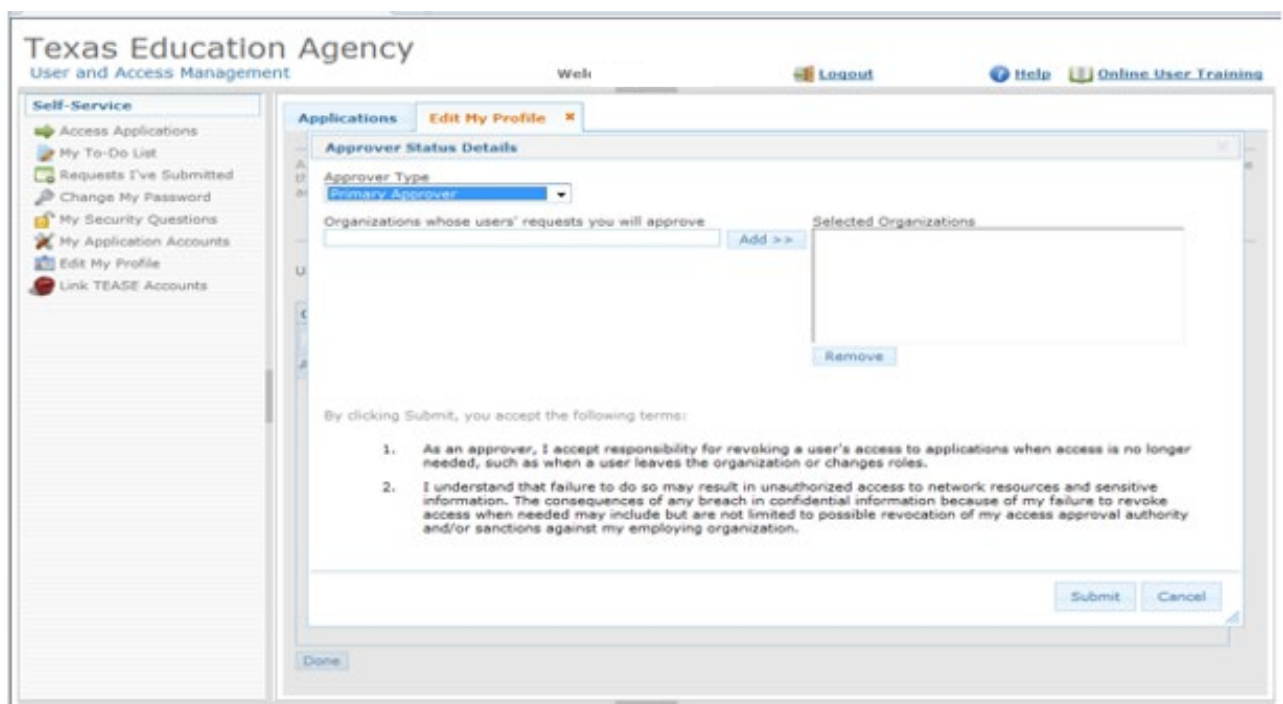 Texas Education Agency
User and Access Management
Logout
Help
Online User Training
Self-Service
Access Applications
My To-Do List
Requests I've Submitted
Change My Password
My Security Questions
My Application Accounts
Edit My Profile
Link TEASE Accounts
Applications
Edit My Profile
Approver Status Details
Approver Type
Primary Approver
Organizations whose users' requests you will approve
Add >>
Selected Organizations
Remove
By clicking Submit, you accept the following terms:
1. As an approver, I accept responsibility for revoking a user's access to applications when access is no longer
needed, such as when a user leaves the organization or changes roles.
2. I understand that failure to do so may result in unauthorized access to network resources and sensitive
information. The consequences of any breach in confidential information because of my failure to revoke
access when needed may include but are not limited to possible revocation of my access approval authority
and/or sanctions against my employing organization.
Submit
Cancel
Done